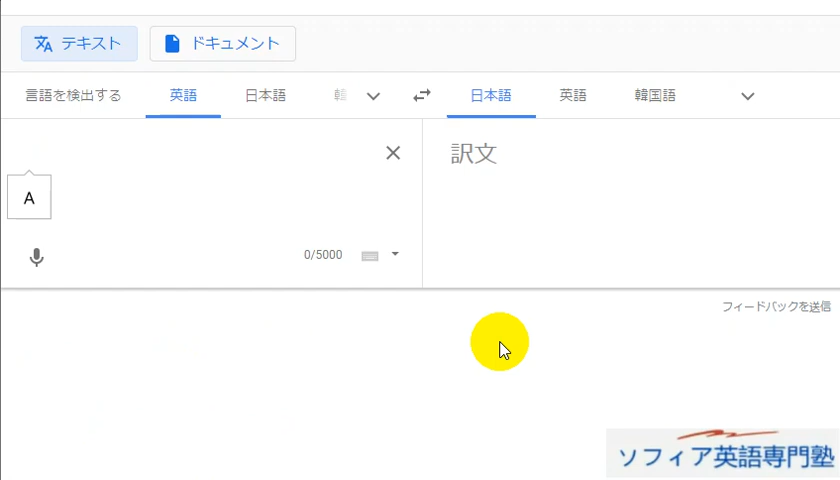 テキスト ドキュメント
言語を検出する 英語 日本語 日本語 英語 韓国語
訳文
A
0/5000
フィードバックを送信
ソフィア英語専門塾